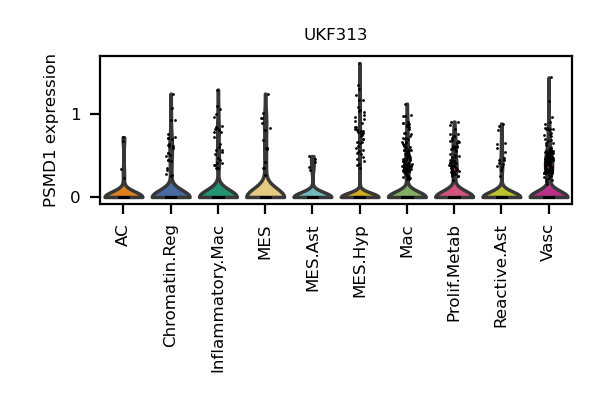 UKF313
PSMD1 expression
1
0
AC
Chromatin.Reg
Inflammatory.Mac
MES
MES.Ast
MES.Hyp
Mac
Prolif.Metab
Reactive.Ast
Vasc